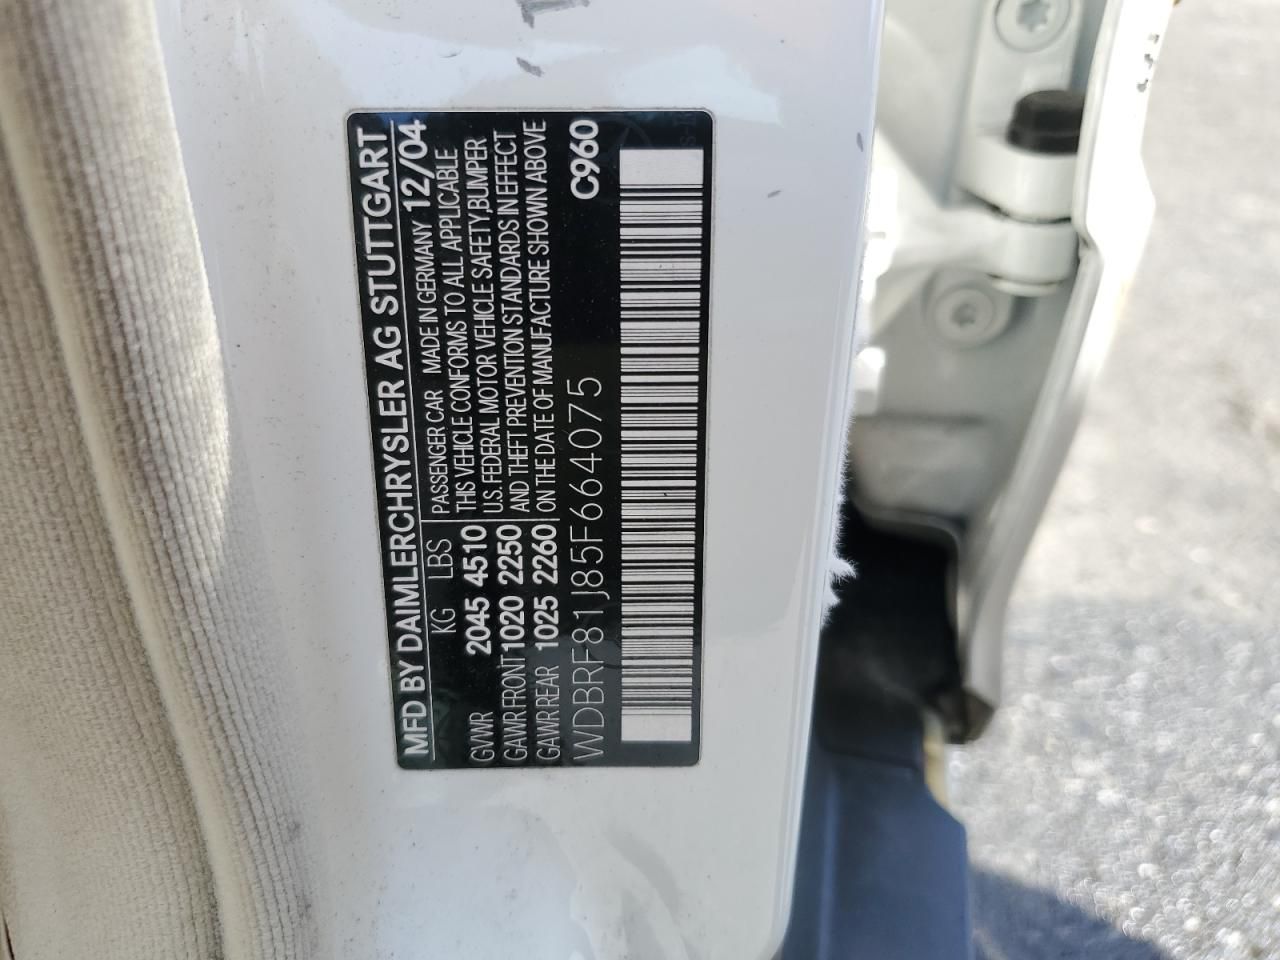 MFD BY DAIMLERCHRYSLER AG STUTTGART
KG LBS PASSENGER CAR MADE IN GERMANY 12/04
THIS VEHICLE CONFORMS TO ALL APPLICABLE
GVWR 2045 4510 U.S. FEDERAL MOTOR VEHICLE SAFETY,BUMPER
GAWR FRONT 1020 2250 AND THEFT PREVENTION STANDARDS IN EFFECT
GAWR REAR 1025 2260 ON THE DATE OF MANUFACTURE SHOWN ABOVE
WDBRF81J85F664075 C960